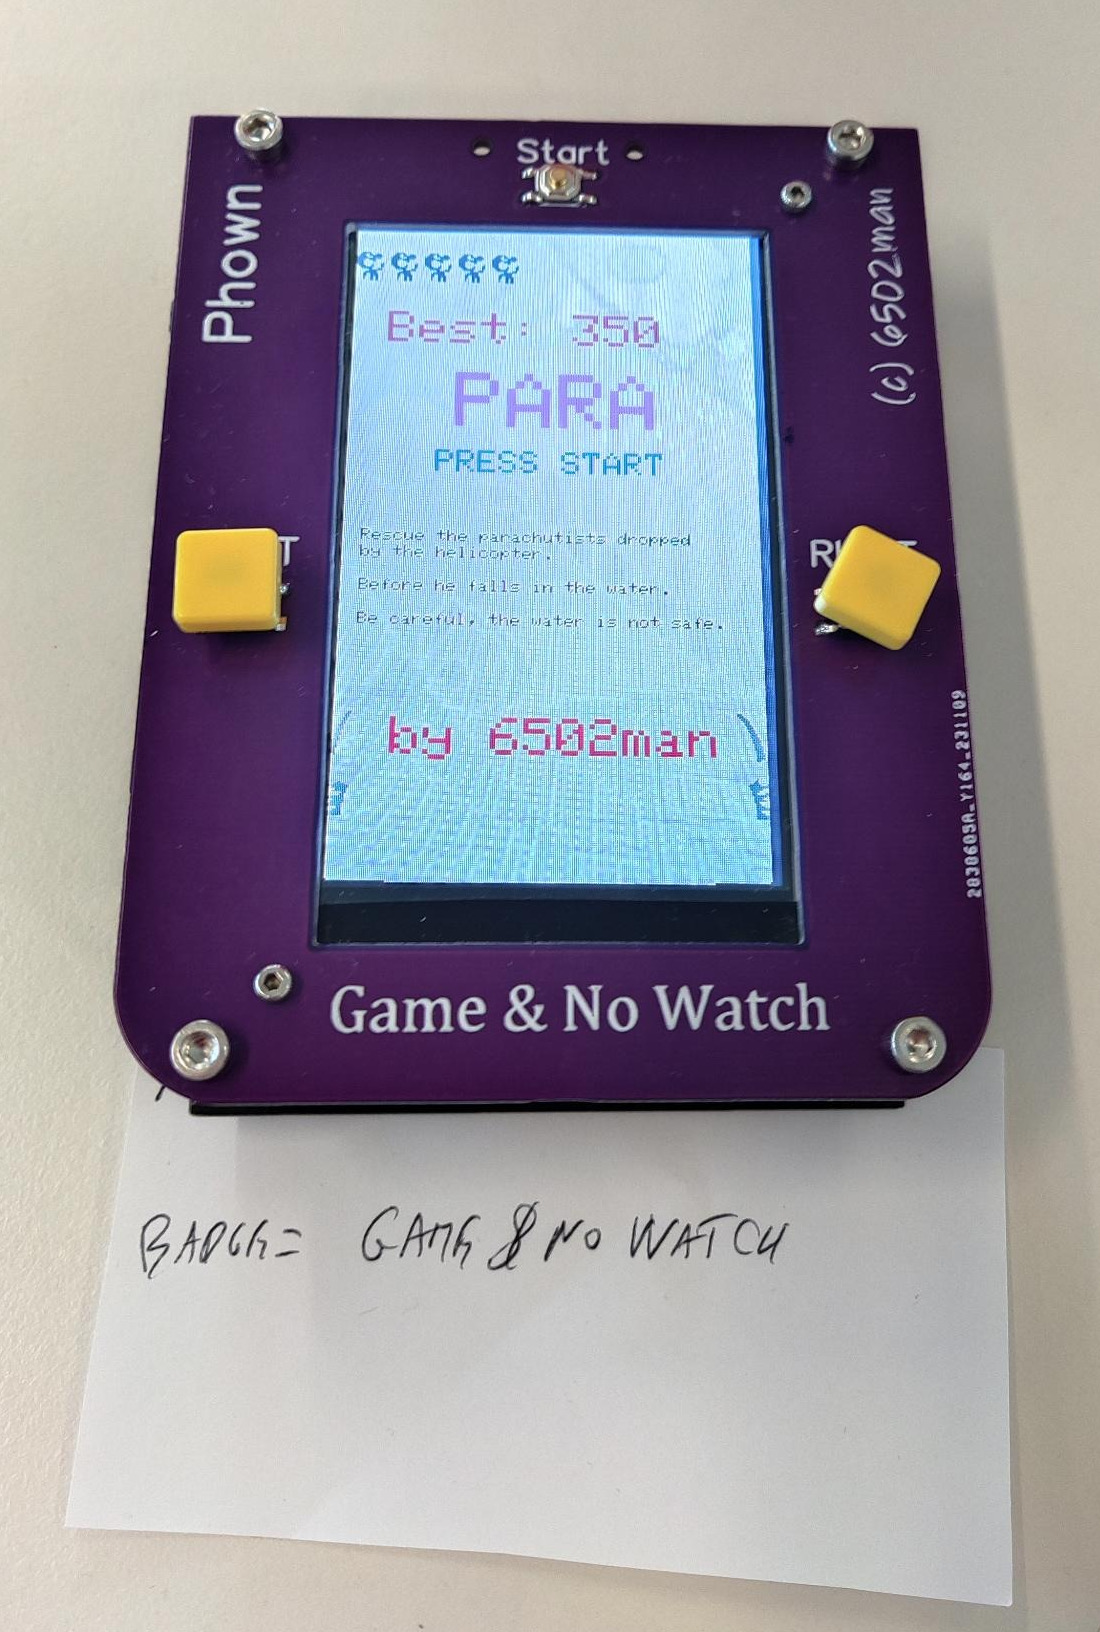 Start
Phown
(c) 6502man
Best: 350
PARA
PRESS START
Rescue the parachutists dropped
by the helicopter.
Before he falls in the water.
Be careful, the water is not safe.
by 6502man
2830605A_Y164_231109
Game & No Watch
BADGE= GAME & NO WATCH